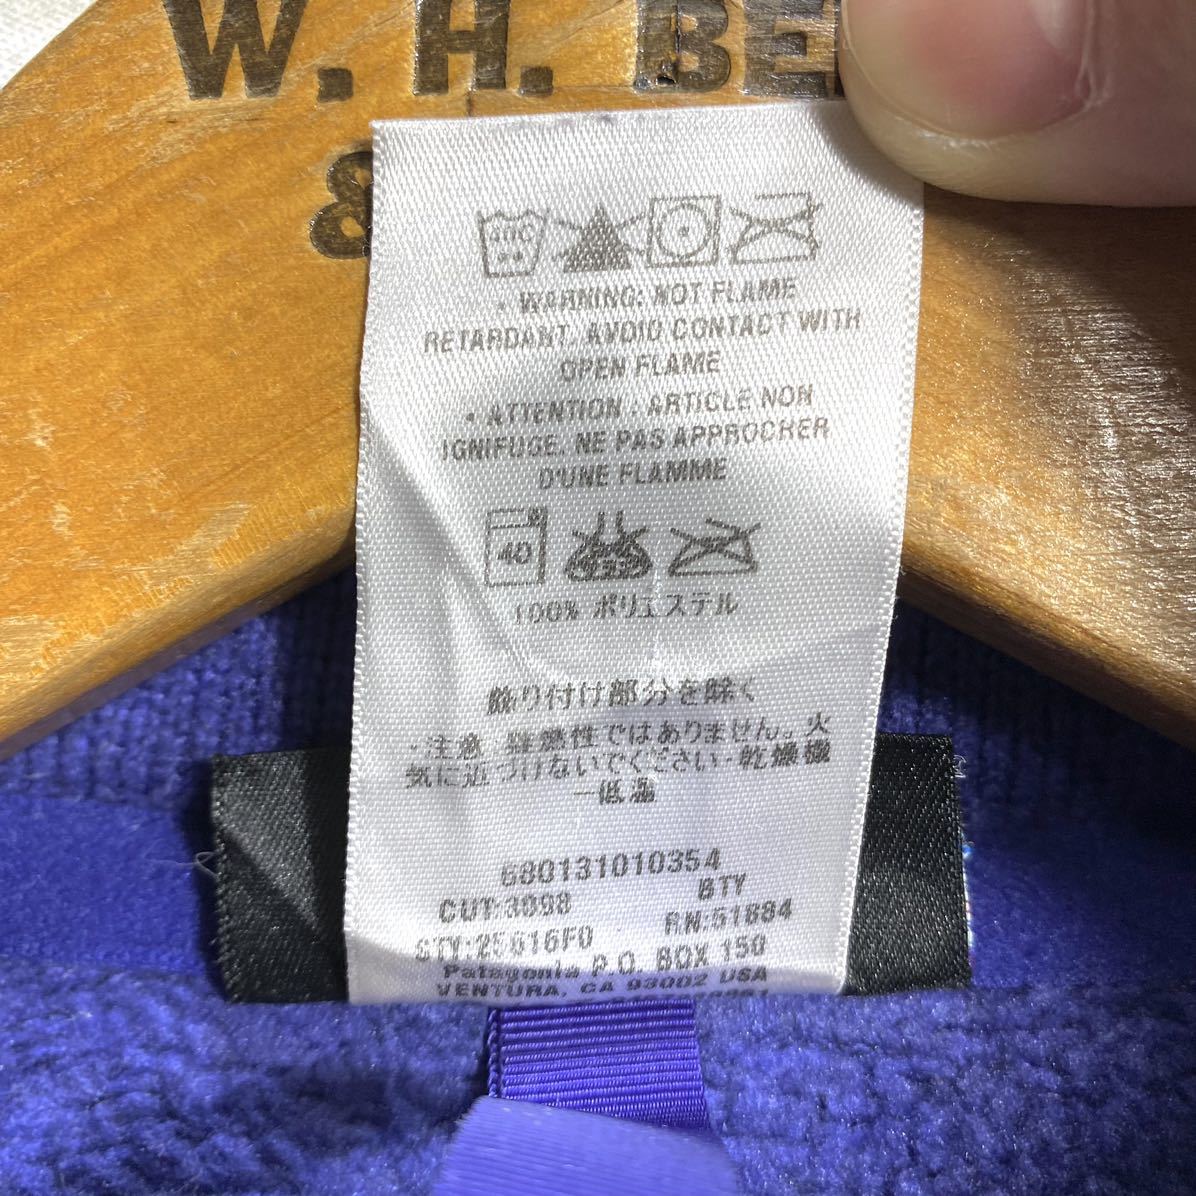 W. H. BE
&
40C
• WARNING: NOT FLAME
RETARDANT. AVOID CONTACT WITH
OPEN FLAME
• ATTENTION : ARTICLE NON
IGNIFUGE. NE PAS APPROCHER
D'UNE FLAMME
40
100% ポリエステル
飾り付け部分を除く
・注意 難燃性ではありません。火
気に近づけないでください・乾燥機
－低温
680131010354
CUT:3098 BTY
STY:25616F0 RN:51884
Patagonia P.O. BOX 150
VENTURA, CA 93002 USA